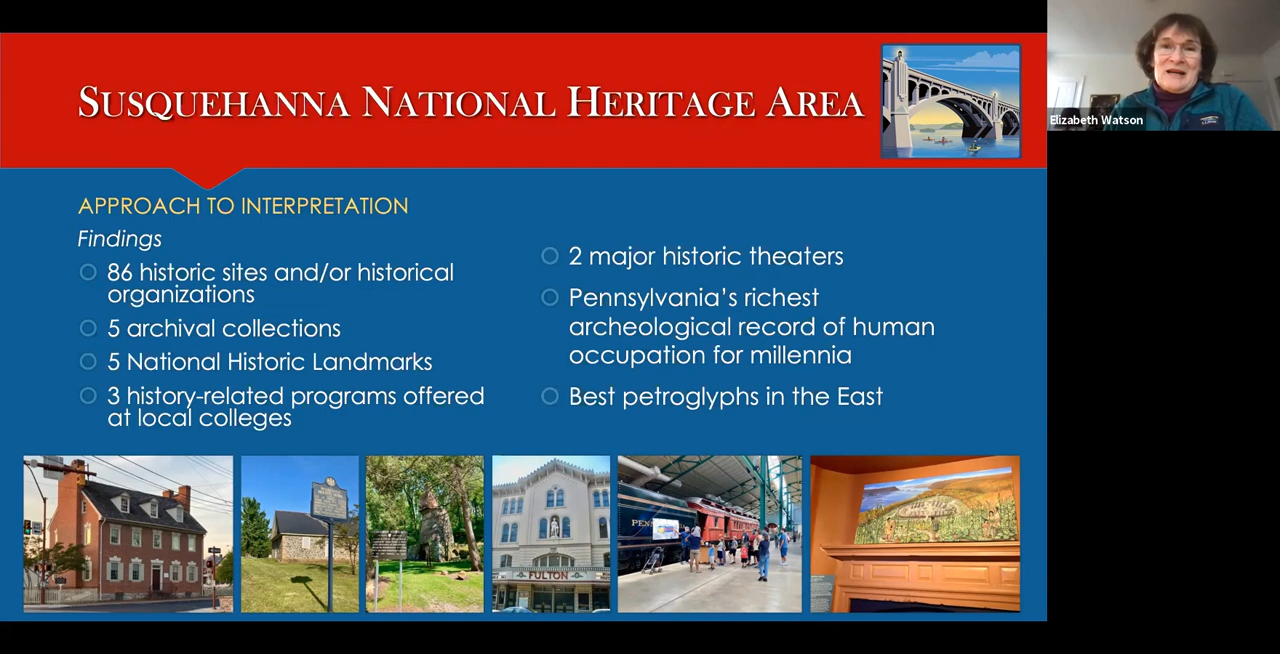 SUSQUEHANNA NATIONAL HERITAGE AREA
Elizabeth Watson
APPROACH TO INTERPRETATION
Findings
86 historic sites and/or historical
organizations
5 archival collections
5 National Historic Landmarks
3 history-related programs offered
at local colleges
2 major historic theaters
Pennsylvania's richest
archeological record of human
occupation for millennia
Best petroglyphs in the East
FULTON